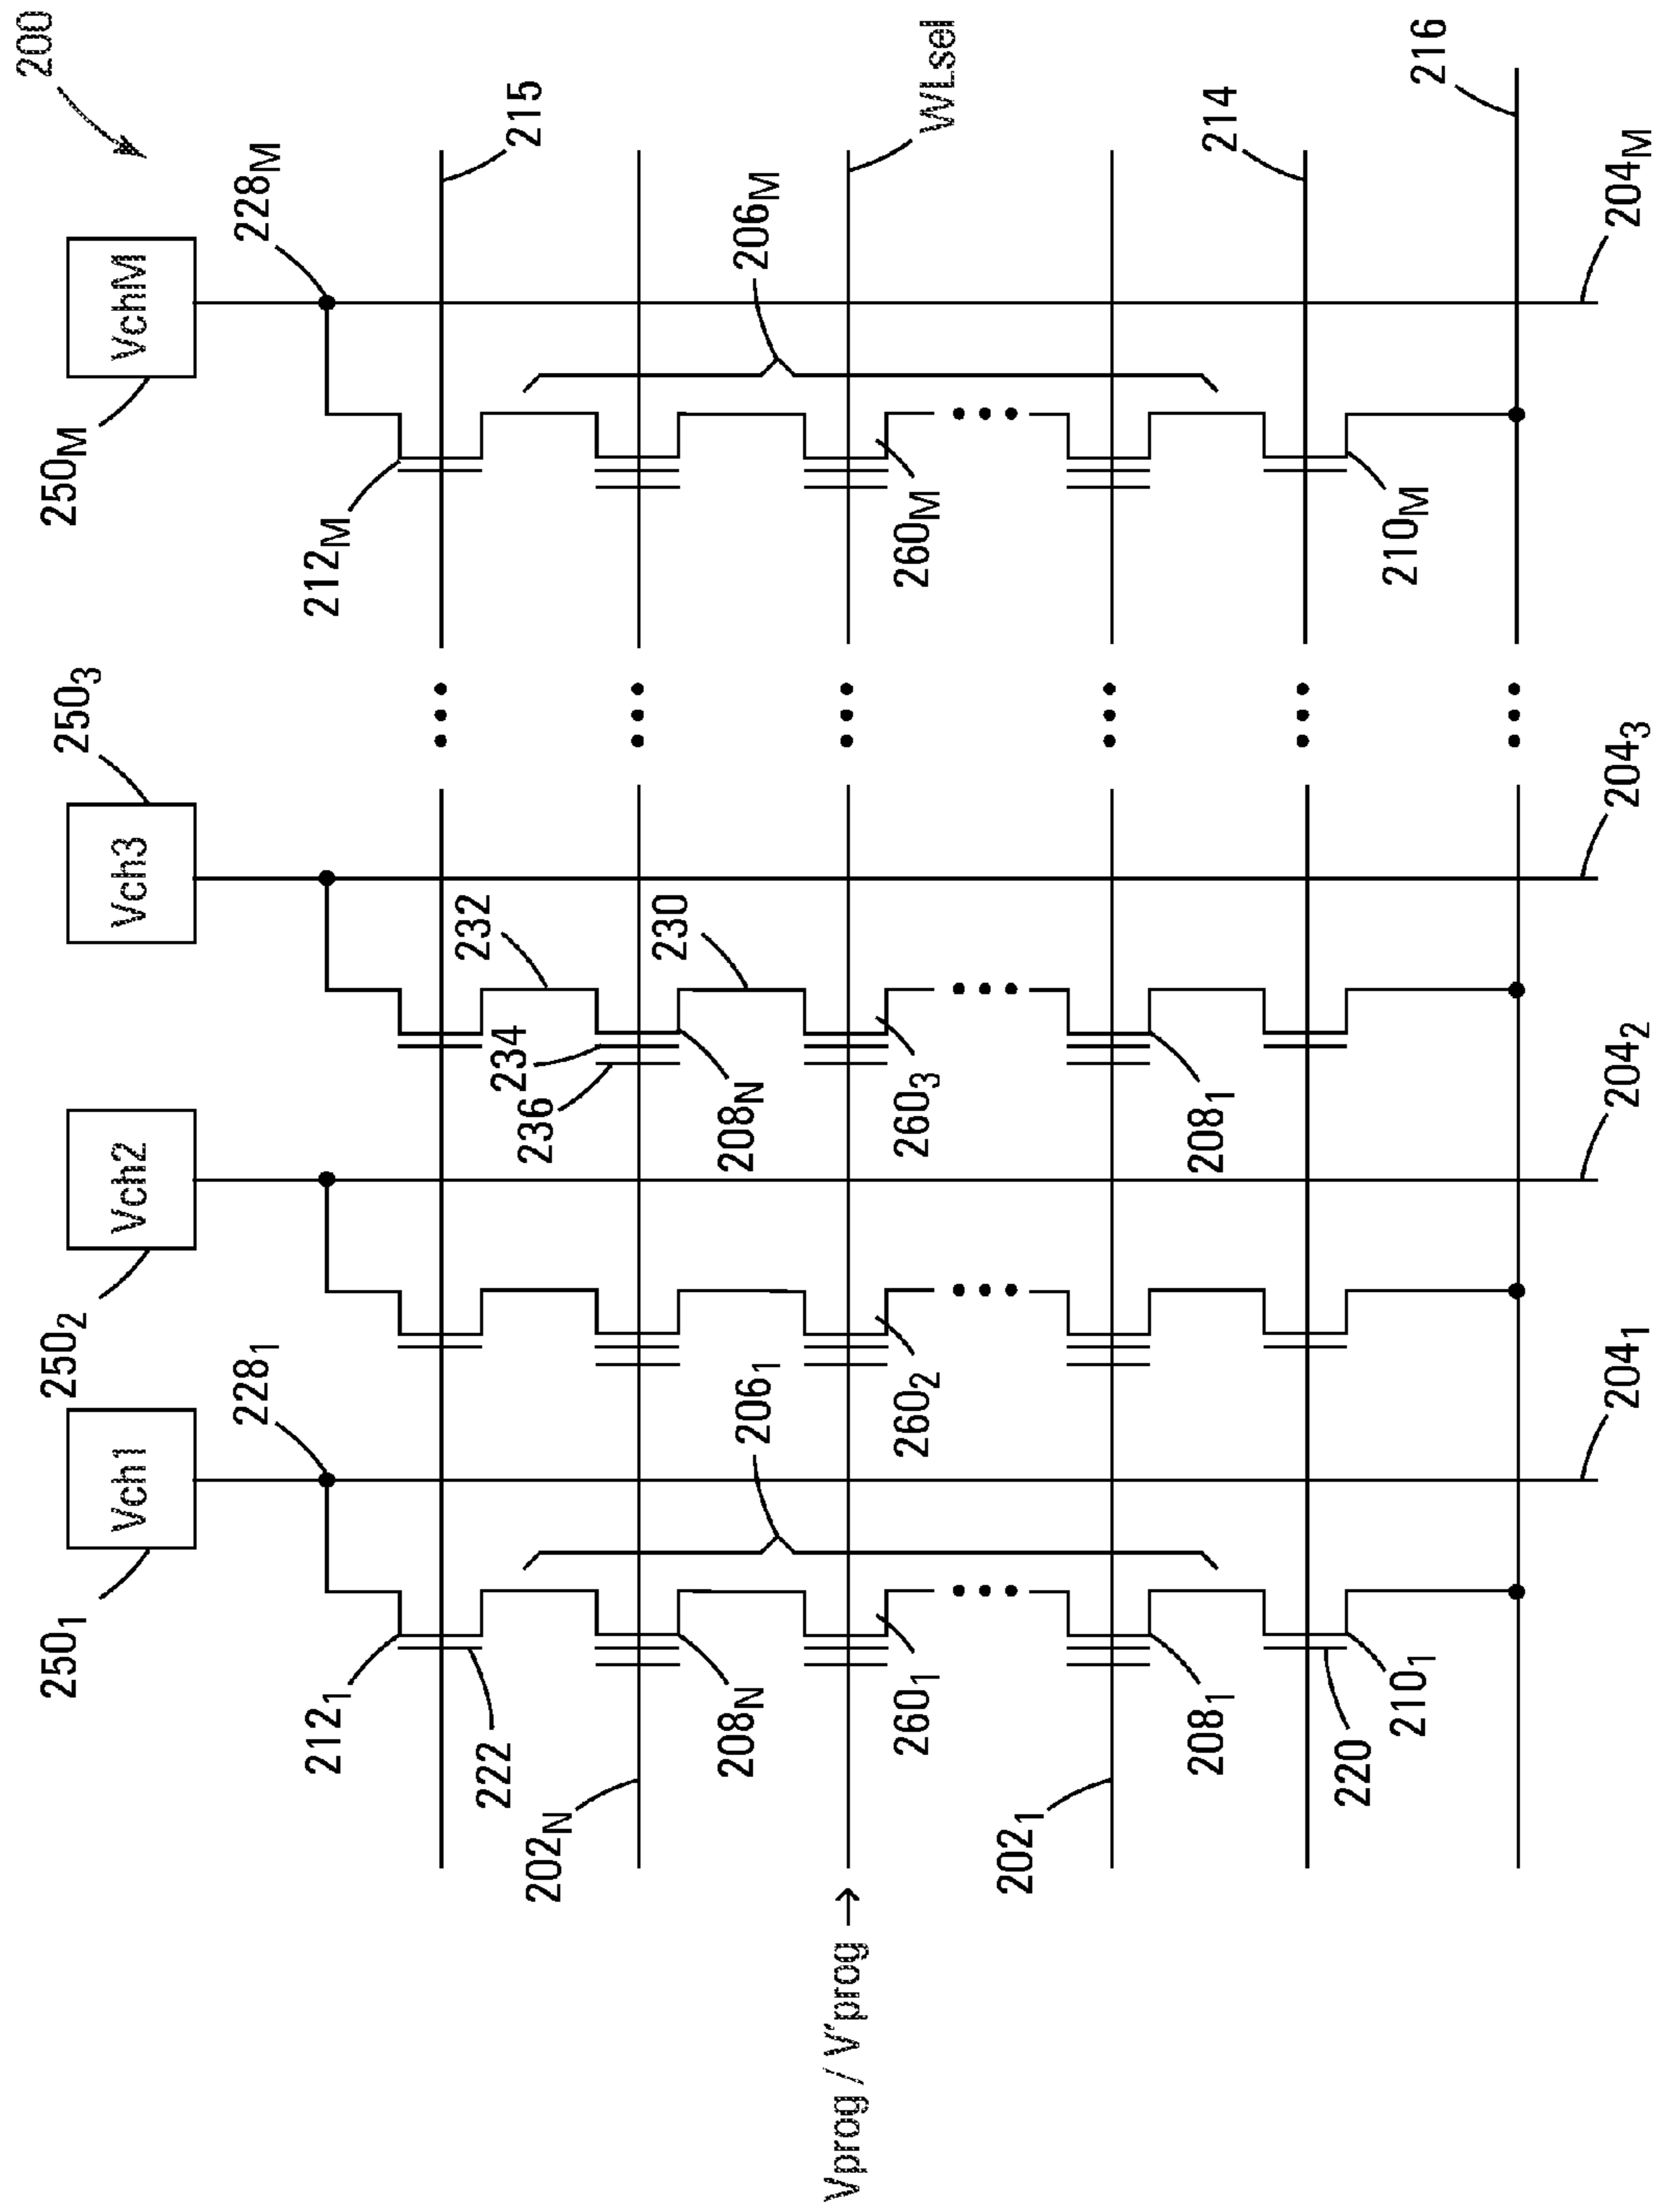 200
250₁
Vch1
250₂
Vch2
250₃
Vch3
250M
VchM
228₁
228M
212₁
212M
222
215
232
234
236
202N
208N
208N
230
206₁
206M
Vprog / V'prog →
WLsel
260₁
260₂
260₃
260M
202₁
208₁
208₁
214
220
210₁
210M
216
204₁
204₂
204₃
204M